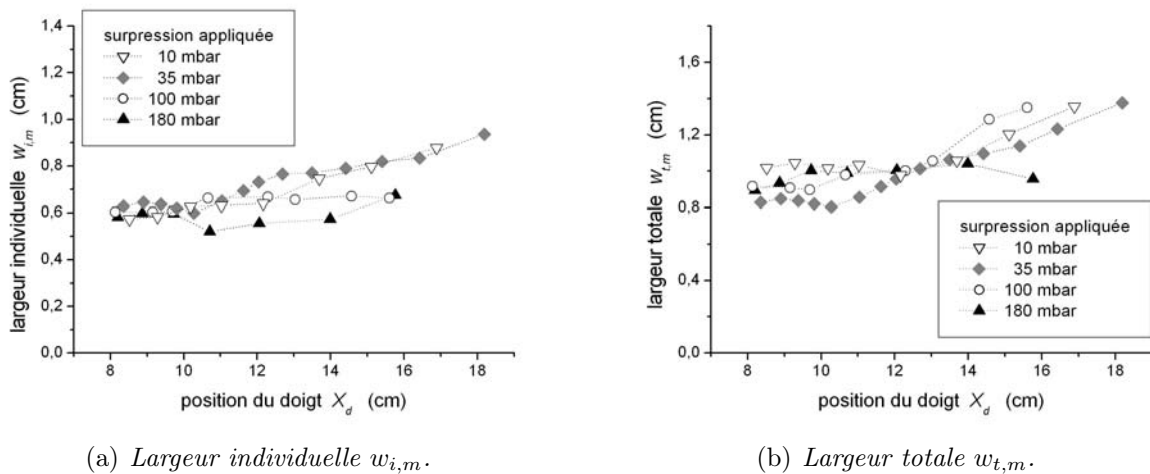 1,4
1,2
1,0
0,8
0,6
0,4
0,2
0,0
8 10 12 14 16 18
largeur individuelle w_{i,m} (cm)
position du doigt X_d (cm)
surpression appliquée
10 mbar
35 mbar
100 mbar
180 mbar
(a) Largeur individuelle w_{i,m}.
1,6
1,2
0,8
0,4
0,0
8 10 12 14 16 18
largeur totale w_{t,m} (cm)
position du doigt X_d (cm)
surpression appliquée
10 mbar
35 mbar
100 mbar
180 mbar
(b) Largeur totale w_{t,m}.